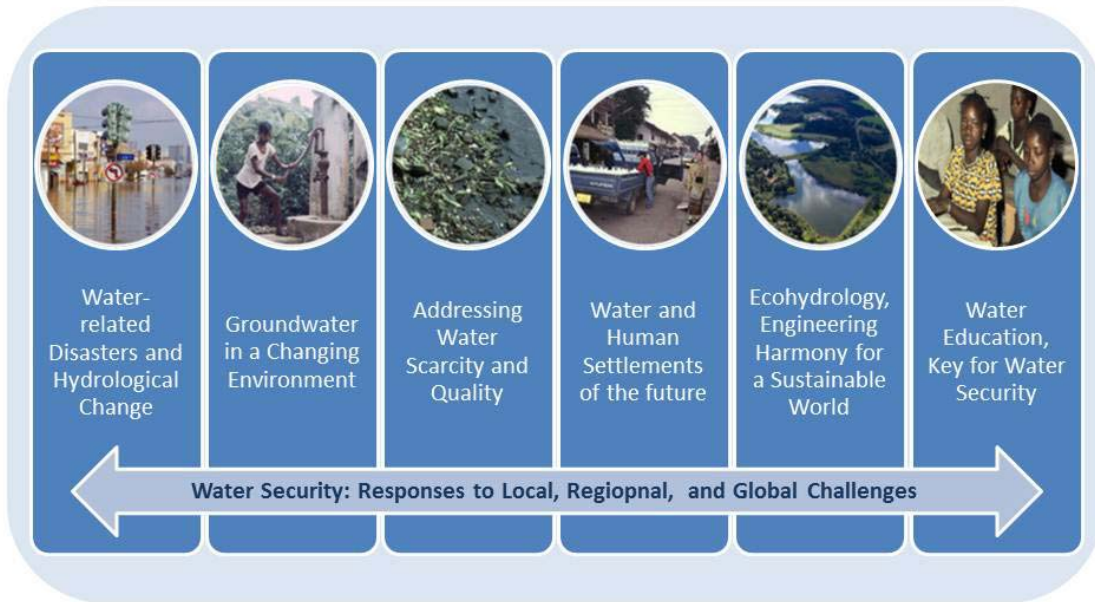 Water-
related
Disasters and
Hydrological
Change
Groundwater
in a Changing
Environment
Addressing
Water
Scarcity and
Quality
Water and
Human
Settlements
of the future
Ecohydrology,
Engineering
Harmony for
a Sustainable
World
Water
Education,
Key for Water
Security
Water Security: Responses to Local, Regiopnal, and Global Challenges